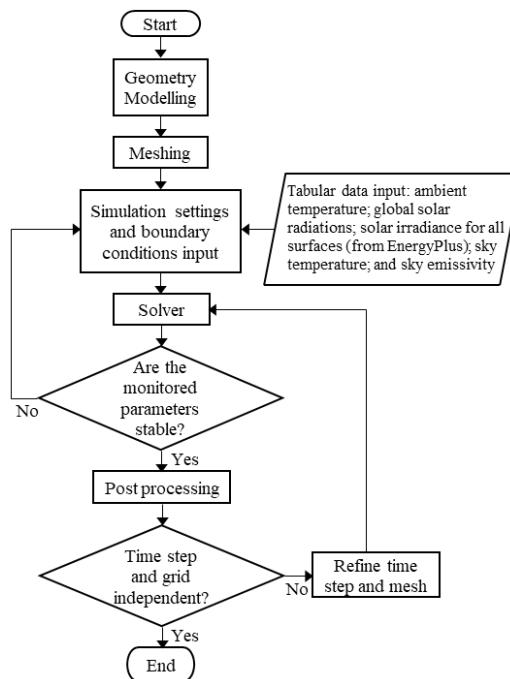 Start
Geometry
Modelling
Meshing
Simulation settings
and boundary
conditions input
Tabular data input: ambient
temperature; global solar
radiations; solar irradiance for all
surfaces (from EnergyPlus); sky
temperature; and sky emissivity
Solver
Are the
monitored
parameters
stable?
No
Yes
Post processing
Time step
and grid
independent?
No
Refine time
step and mesh
Yes
End